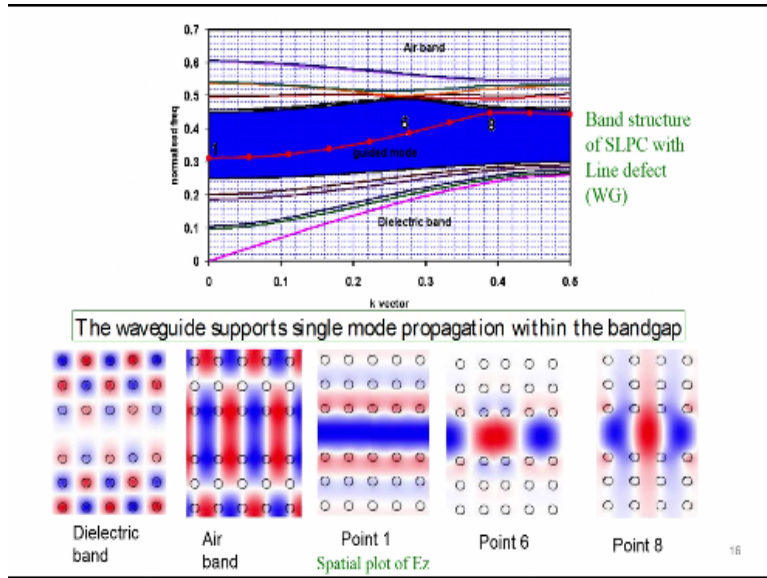 0.7
Air band
0.6
0.5
0.4
0.3
0.2
0.1
0
normalised freq
1
8
guided mode
Dielectric band
0
0.1
0.2
0.3
0.4
0.5
k vector
Band structure
of SLPC with
Line defect
(WG)
The waveguide supports single mode propagation within the bandgap
Dielectric
band
Air
band
Point 1
Spatial plot of Ez
Point 6
Point 8
16